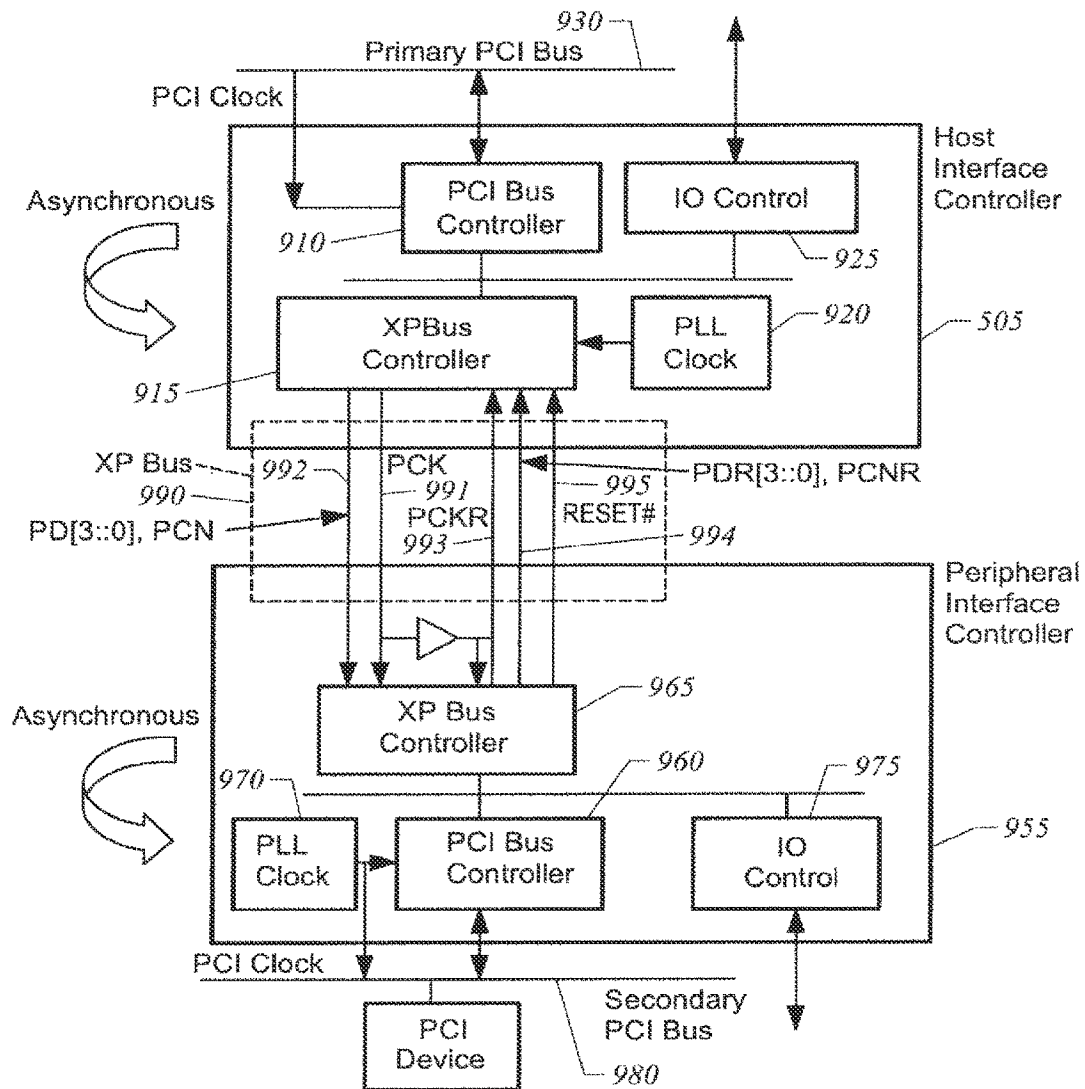 930
Primary PCI Bus
PCI Clock
Host
Interface
Controller
PCI Bus
Controller
910
IO Control
925
Asynchronous
XPBus
Controller
915
PLL
Clock
920
505
XP Bus
990
992
PCK
991
PCKR
993
PDR[3::0], PCNR
995
RESET#
994
PD[3::0], PCN
Peripheral
Interface
Controller
XP Bus
Controller
965
Asynchronous
970
960
975
PLL
Clock
PCI Bus
Controller
IO
Control
955
PCI Clock
Secondary
PCI Bus
PCI
Device
980